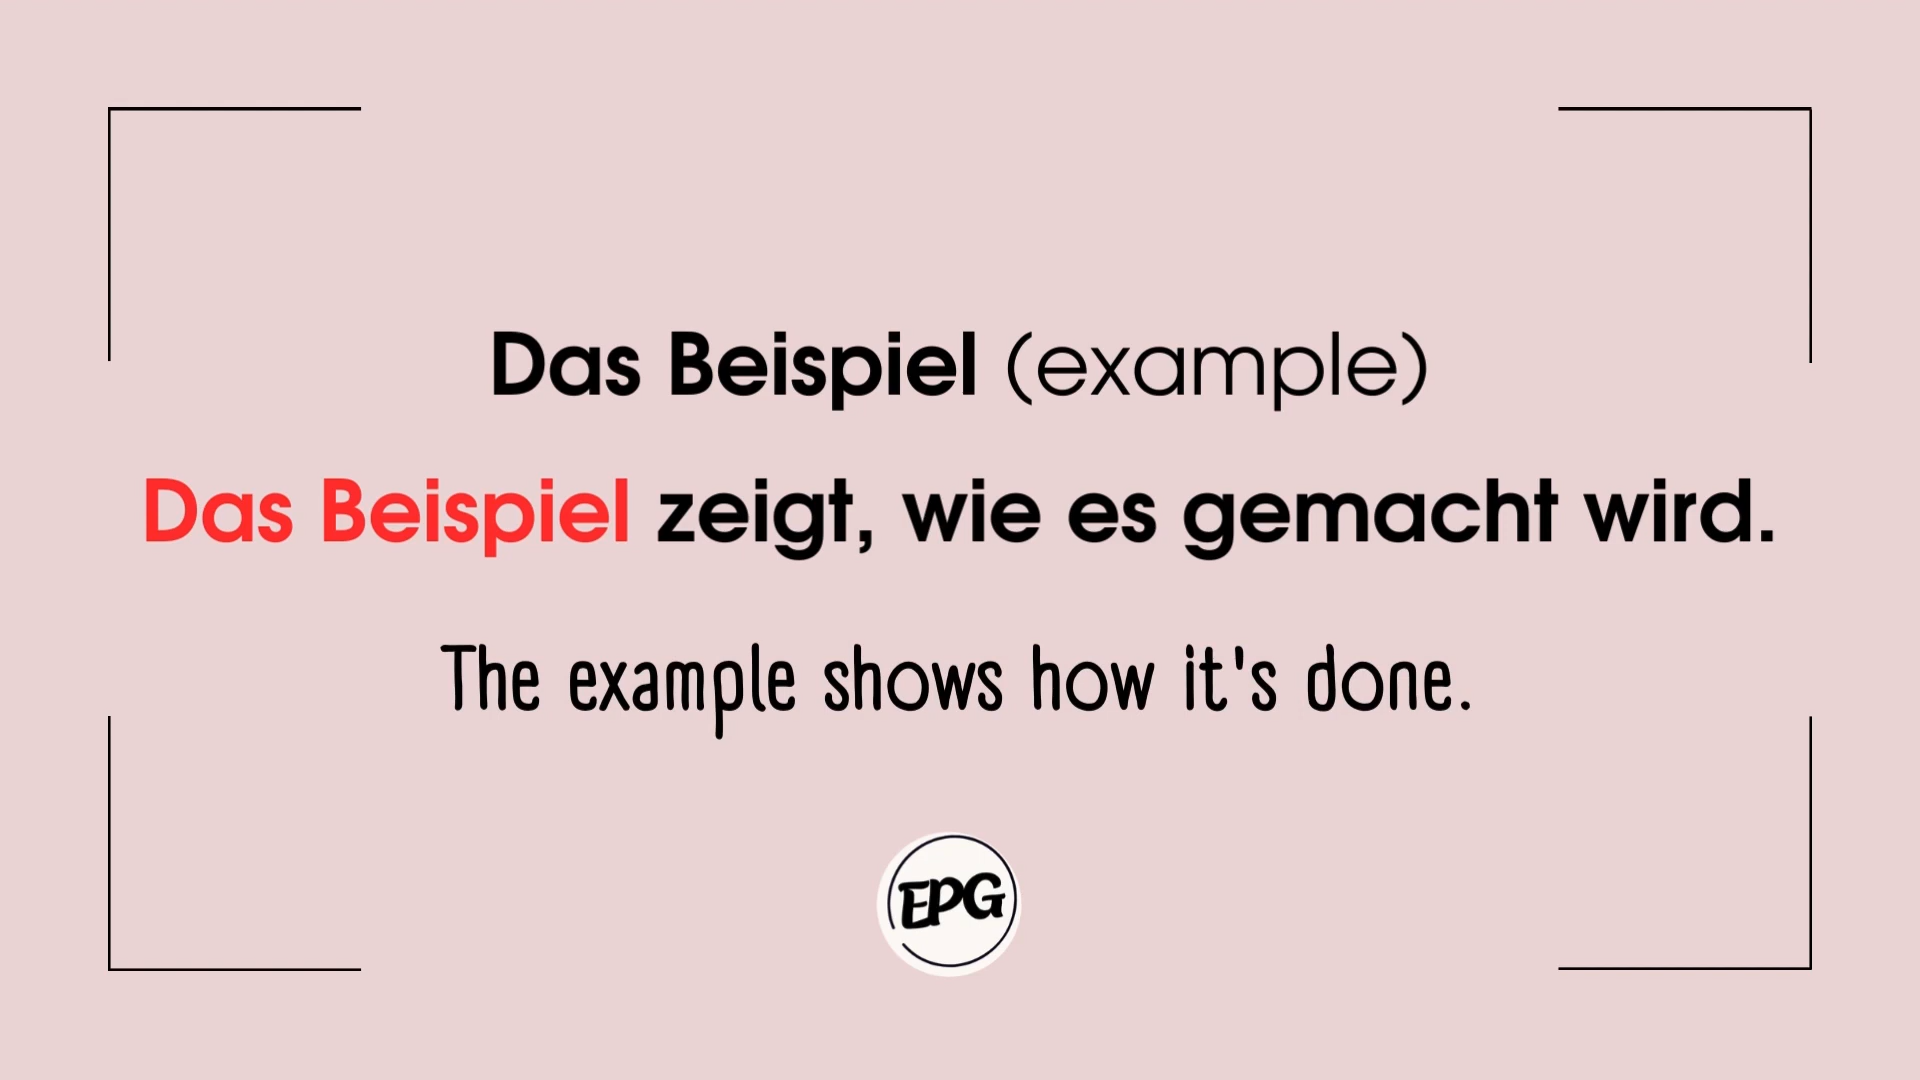 Das Beispiel (example)
Das Beispiel zeigt, wie es gemacht wird.
The example shows how it's done.
EPG